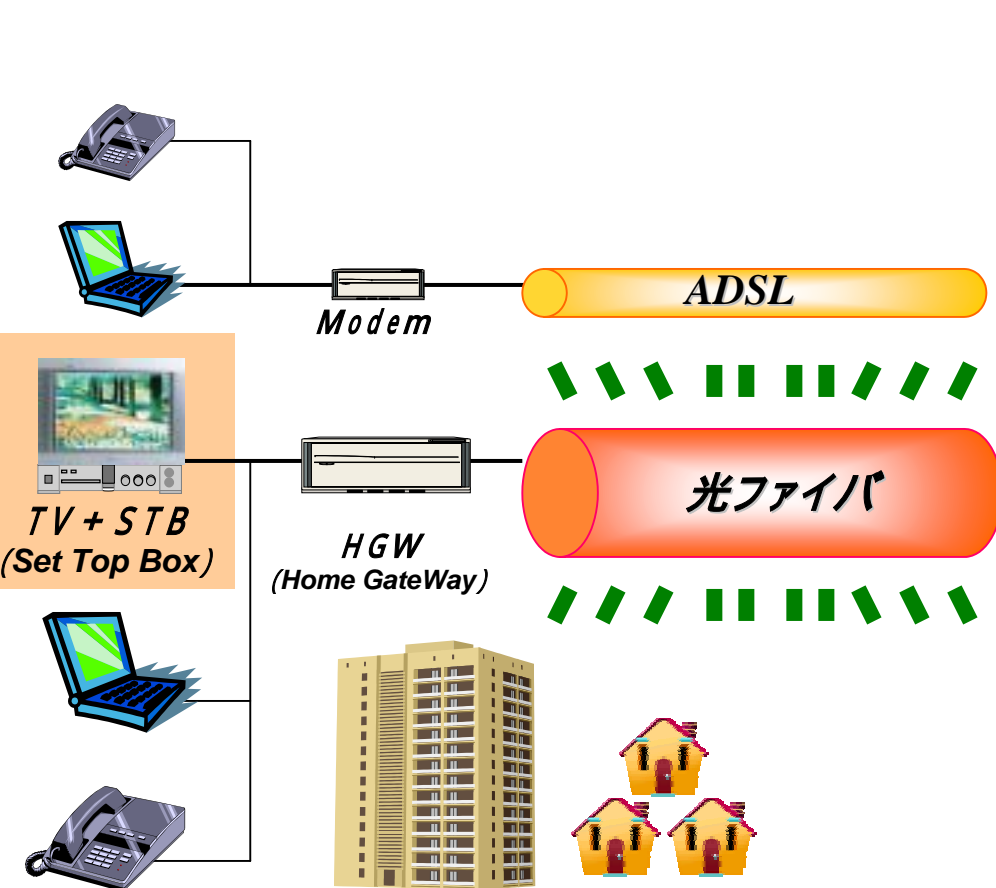 ADSL
Modem
光ファイバ
TV + STB
(Set Top Box)
HGW
(Home GateWay)